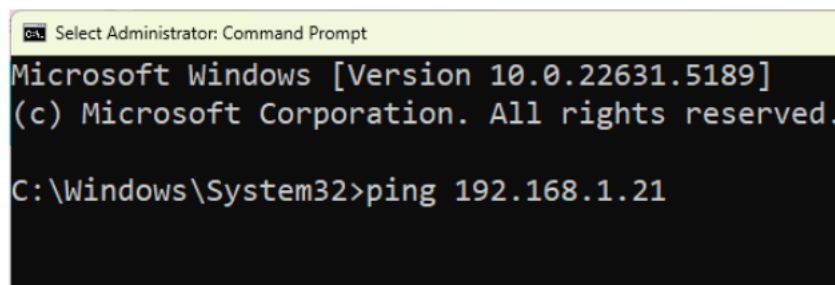 Select Administrator: Command Prompt
Microsoft Windows [Version 10.0.22631.5189]
(c) Microsoft Corporation. All rights reserved.
C:\Windows\System32>ping 192.168.1.21